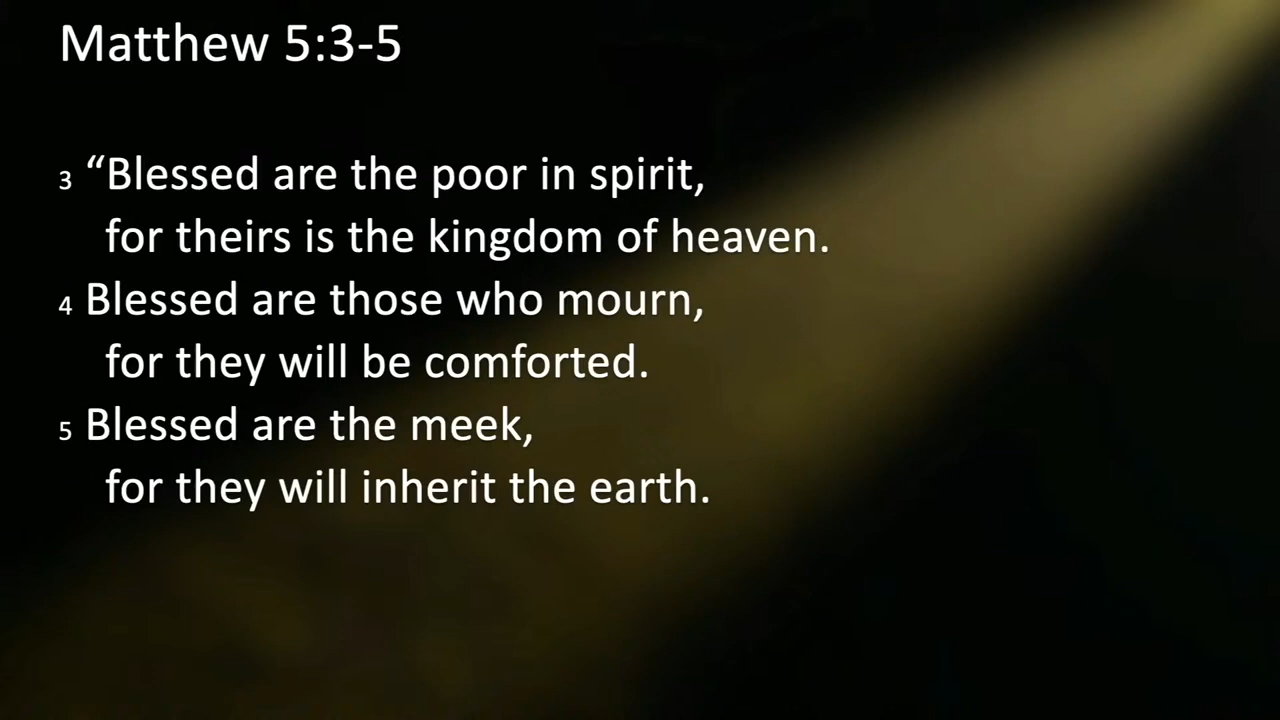 Matthew 5:3-5
3 “Blessed are the poor in spirit,
for theirs is the kingdom of heaven.
4 Blessed are those who mourn,
for they will be comforted.
5 Blessed are the meek,
for they will inherit the earth.